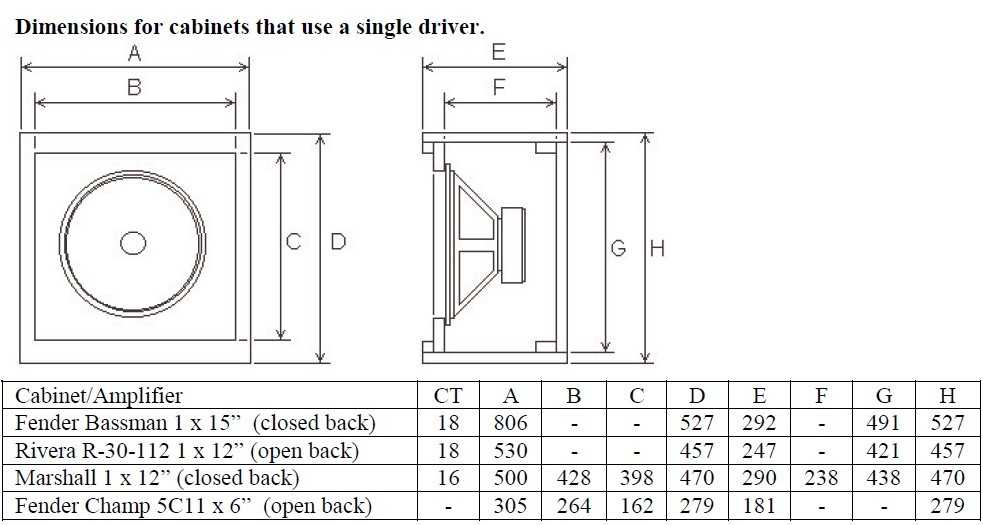 Dimensions for cabinets that use a single driver.
A
E
B
F
C
D
G
H
Cabinet/Amplifier CT A B C D E F G H
Fender Bassman 1 x 15” (closed back) 18 806 - - 527 292 - 491 527
Rivera R-30-112 1 x 12” (open back) 18 530 - - 457 247 - 421 457
Marshall 1 x 12” (closed back) 16 500 428 398 470 290 238 438 470
Fender Champ 5C11 x 6” (open back) - 305 264 162 279 181 - - 279